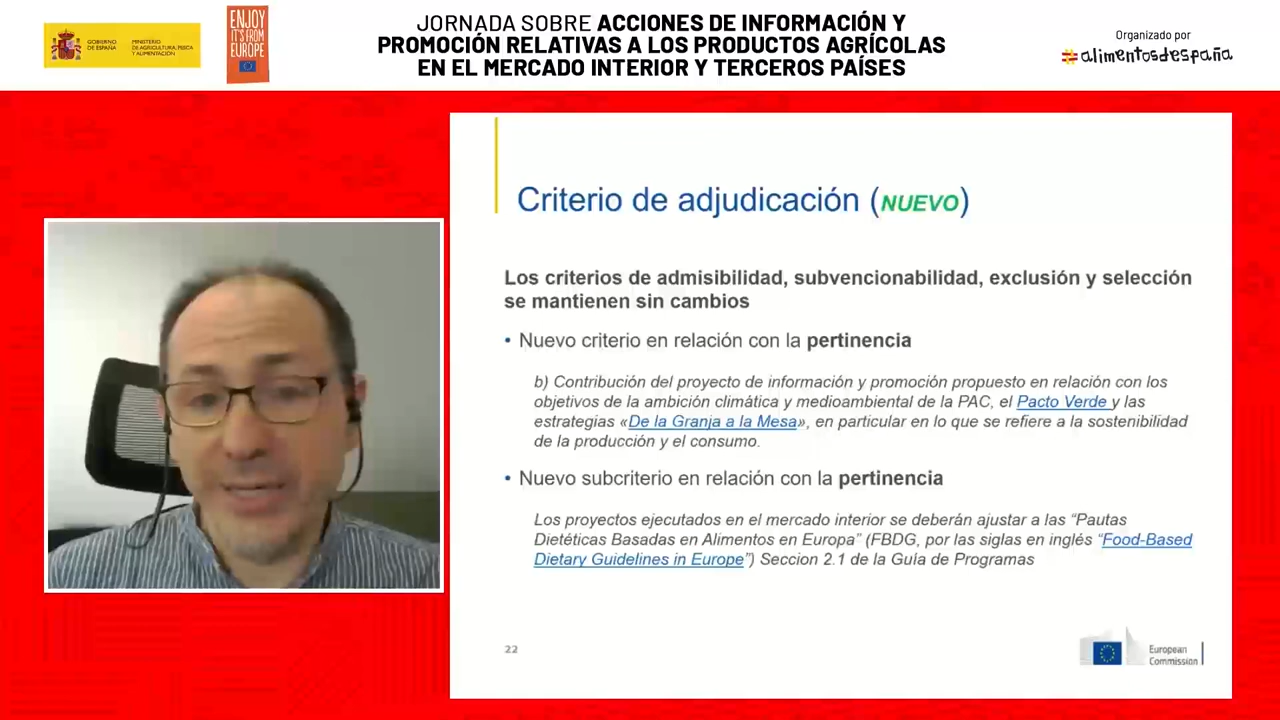 GOBIERNO
DE ESPAÑA
MINISTERIO
DE AGRICULTURA, PESCA
Y ALIMENTACIÓN
ENJOY
IT'S FROM
EUROPE
JORNADA SOBRE ACCIONES DE INFORMACIÓN Y
PROMOCIÓN RELATIVAS A LOS PRODUCTOS AGRÍCOLAS
EN EL MERCADO INTERIOR Y TERCEROS PAÍSES
Organizado por
#alimentosdespaña
Criterio de adjudicación (NUEVO)
Los criterios de admisibilidad, subvencionabilidad, exclusión y selección
se mantienen sin cambios
• Nuevo criterio en relación con la pertinencia
b) Contribución del proyecto de información y promoción propuesto en relación con los
objetivos de la ambición climática y medioambiental de la PAC, el Pacto Verde y las
estrategias «De la Granja a la Mesa», en particular en lo que se refiere a la sostenibilidad
de la producción y el consumo.
• Nuevo subcriterio en relación con la pertinencia
Los proyectos ejecutados en el mercado interior se deberán ajustar a las “Pautas
Dietéticas Basadas en Alimentos en Europa” (FBDG, por las siglas en inglés “Food-Based
Dietary Guidelines in Europe”) Seccion 2.1 de la Guía de Programas
22
European
Commission